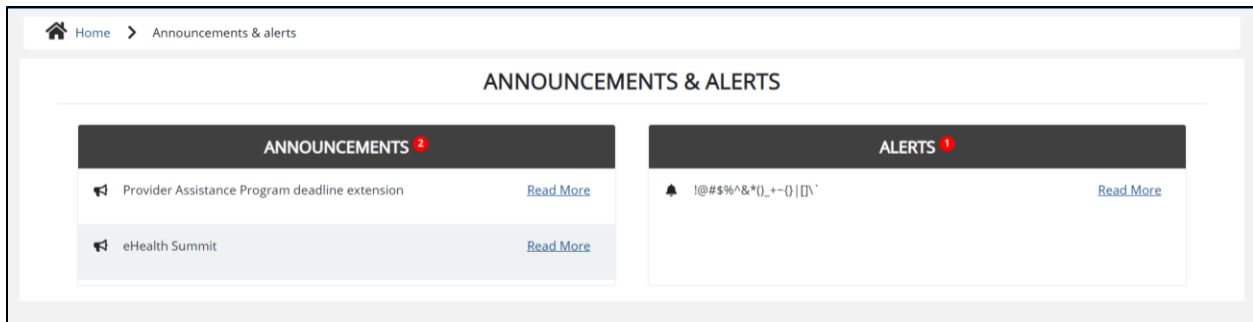 Home > Announcements & alerts
ANNOUNCEMENTS & ALERTS
ANNOUNCEMENTS 2
Provider Assistance Program deadline extension Read More
eHealth Summit Read More
ALERTS 1
!@#$%^&*()_+~{}|[]\` Read More